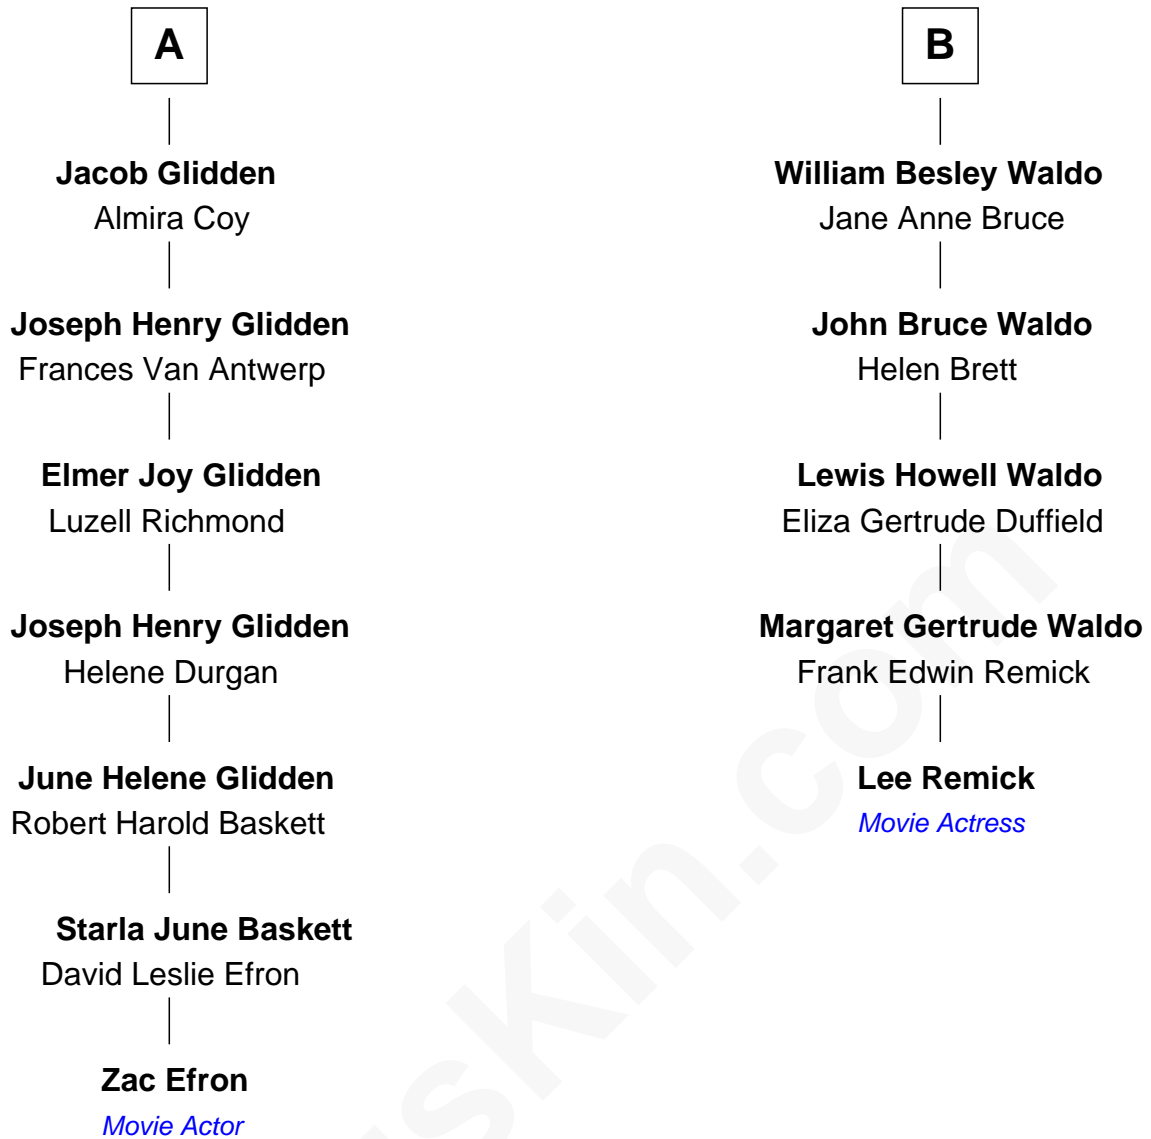 A
Jacob Glidden
Almira Coy
Joseph Henry Glidden
Frances Van Antwerp
Elmer Joy Glidden
Luzell Richmond
Joseph Henry Glidden
Helene Durgan
June Helene Glidden
Robert Harold Baskett
Starla June Baskett
David Leslie Efron
Zac Efron
Movie Actor
B
William Besley Waldo
Jane Anne Bruce
John Bruce Waldo
Helen Brett
Lewis Howell Waldo
Eliza Gertrude Duffield
Margaret Gertrude Waldo
Frank Edwin Remick
Lee Remick
Movie Actress
sKin.com